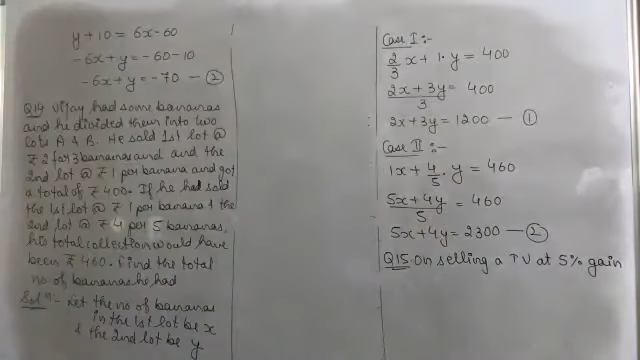 y + 10 = 6x - 60
-6x + y = -60 - 10
-6x + y = -70 - ②
Q14 Vijay had some bananas
and he divided them into two
lots A & B. He sold 1st lot @
₹ 2 for 3 bananas and and the
2nd lot @ ₹ 1 per banana and got
a total of ₹ 400. If he had sold
the 1st lot @ ₹ 1 per banana & the
2nd lot @ ₹ 4 per 5 bananas,
his total collection would have
been ₹ 460. Find the total
no of bananas he had
Solⁿ:- Let the no of bananas
in the 1st lot be x
& the 2nd lot be y
Case I:-
2/3 x + 1 · y = 400
(2x + 3y)/3 = 400
2x + 3y = 1200 - ①
Case II:-
1x + 4/5 · y = 460
(5x + 4y)/5 = 460
5x + 4y = 2300 - ②
Q15. On selling a TV at 5% gain